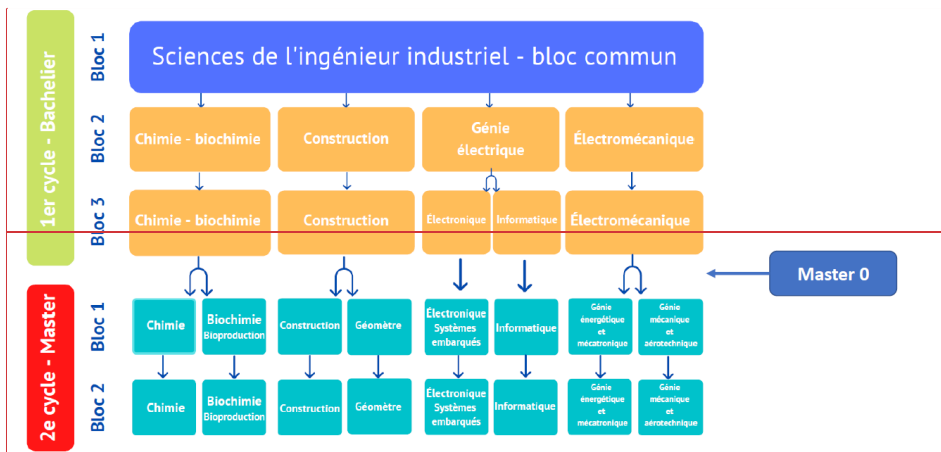 1er cycle - Bachelier
Bloc 1
Sciences de l'ingénieur industriel - bloc commun
Bloc 2
Chimie - biochimie
Construction
Génie
électrique
Électromécanique
Bloc 3
Chimie - biochimie
Construction
Électronique
Informatique
Électromécanique
Master 0
2e cycle - Master
Bloc 1
Chimie
Biochimie
Bioproduction
Construction
Géomètre
Électronique
Systèmes
embarqués
Informatique
Génie
énergétique
et
mécatronique
Génie
mécanique
et
aérotechnique
Bloc 2
Chimie
Biochimie
Bioproduction
Construction
Géomètre
Électronique
Systèmes
embarqués
Informatique
Génie
énergétique
et
mécatronique
Génie
mécanique
et
aérotechnique